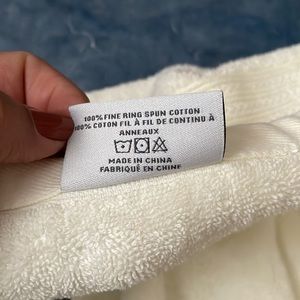 100% FINE RING SPUN COTTON
100% COTON FIL À FIL DE CONTINU À
ANNEAUX
MADE IN CHINA
FABRIQUÉ EN CHINE